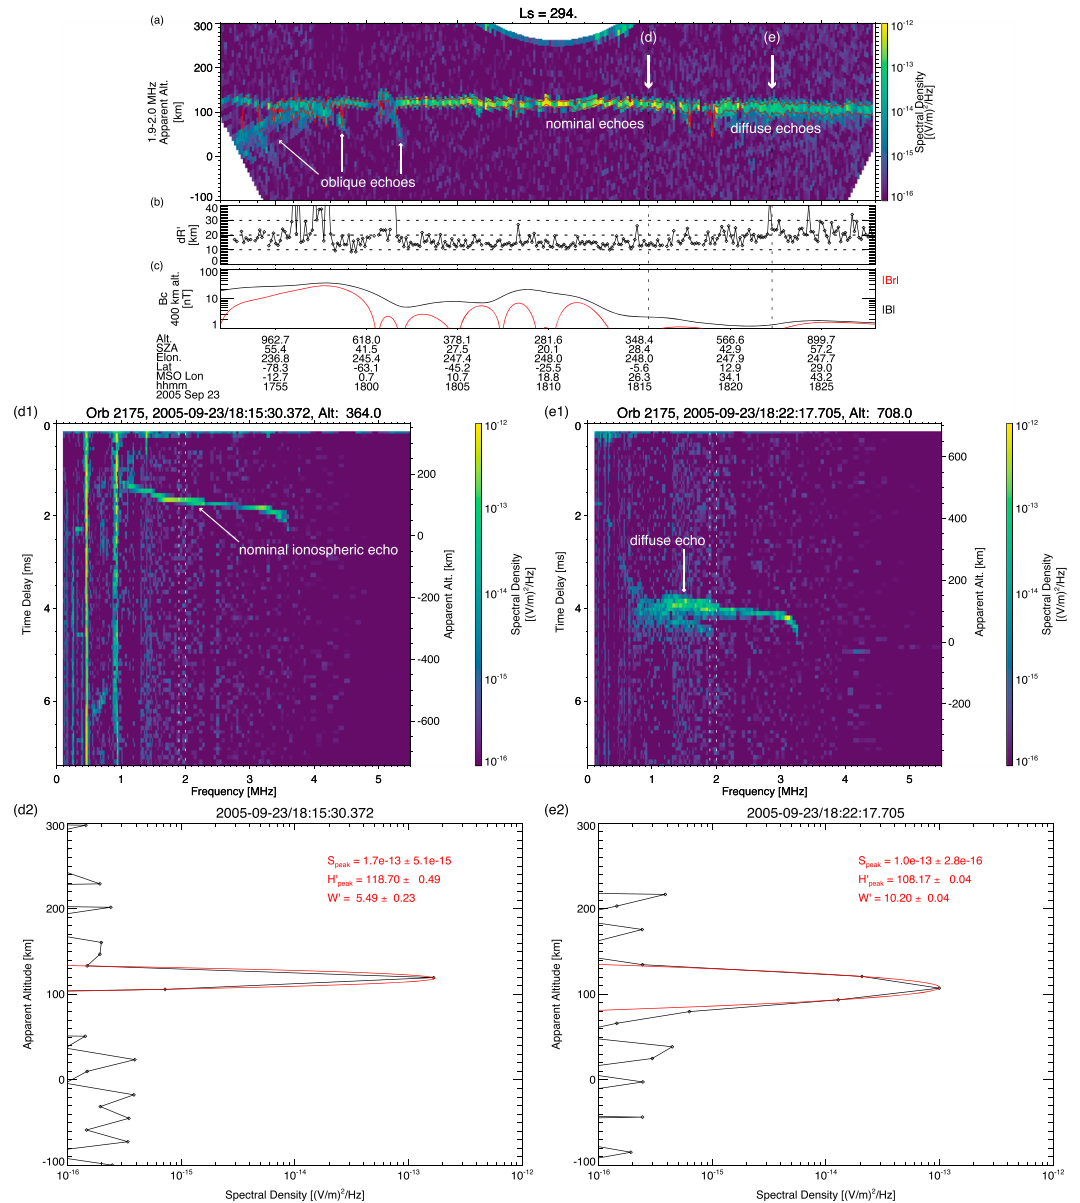 (a)
Ls = 294.
300
200
100
0
-100
1.9-2.0 MHz
Apparent Alt.
[km]
(d)
(e)
nominal echoes
diffuse echoes
oblique echoes
10⁻¹²
10⁻¹³
10⁻¹⁴
10⁻¹⁵
10⁻¹⁶
Spectral Density
[(V/m)²/Hz]
(b)
40
30
20
10
0
dR'
[km]
(c)
100
10
1
Bc
400 km alt.
[nT]
|Br|
|B|
Alt. 962.7 618.0 378.1 281.6 348.4 566.6 899.7
SZA 55.4 41.5 27.5 20.1 28.4 42.9 57.2
Elon. 236.8 245.4 247.4 248.0 248.0 247.9 247.7
Lat -78.3 -63.1 -45.2 -25.5 -5.6 12.9 29.0
MSO Lon -12.7 0.7 10.7 18.8 26.3 34.1 43.2
hhmm 1755 1800 1805 1810 1815 1820 1825
2005 Sep 23
(d1)
Orb 2175, 2005-09-23/18:15:30.372, Alt: 364.0
0
2
4
6
Time Delay [ms]
nominal ionospheric echo
200
0
-200
-400
-600
Apparent Alt. [km]
10⁻¹²
10⁻¹³
10⁻¹⁴
10⁻¹⁵
10⁻¹⁶
Spectral Density
[(V/m)²/Hz]
0 1 2 3 4 5
Frequency [MHz]
(e1)
Orb 2175, 2005-09-23/18:22:17.705, Alt: 708.0
0
2
4
6
Time Delay [ms]
diffuse echo
600
400
200
0
-200
Apparent Alt. [km]
10⁻¹²
10⁻¹³
10⁻¹⁴
10⁻¹⁵
10⁻¹⁶
Spectral Density
[(V/m)²/Hz]
0 1 2 3 4 5
Frequency [MHz]
(d2)
2005-09-23/18:15:30.372
300
200
100
0
-100
Apparent Altitude [km]
S_peak = 1.7e-13 ± 5.1e-15
H'_peak = 118.70 ± 0.49
W' = 5.49 ± 0.23
10⁻¹⁶ 10⁻¹⁵ 10⁻¹⁴ 10⁻¹³ 10⁻¹²
Spectral Density [(V/m)²/Hz]
(e2)
2005-09-23/18:22:17.705
300
200
100
0
-100
Apparent Altitude [km]
S_peak = 1.0e-13 ± 2.8e-16
H'_peak = 108.17 ± 0.04
W' = 10.20 ± 0.04
10⁻¹⁶ 10⁻¹⁵ 10⁻¹⁴ 10⁻¹³ 10⁻¹²
Spectral Density [(V/m)²/Hz]